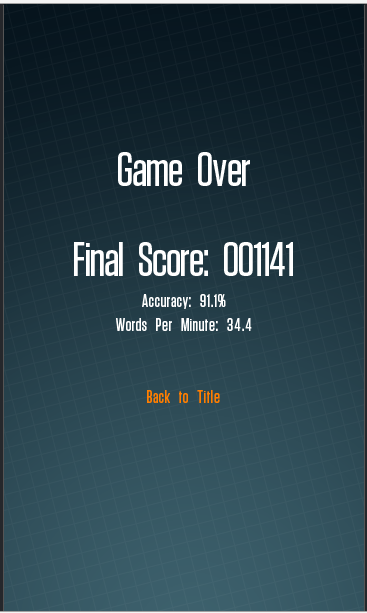 Game Over
Final Score: 001141
Accuracy: 91.1%
Words Per Minute: 34.4
Back to Title